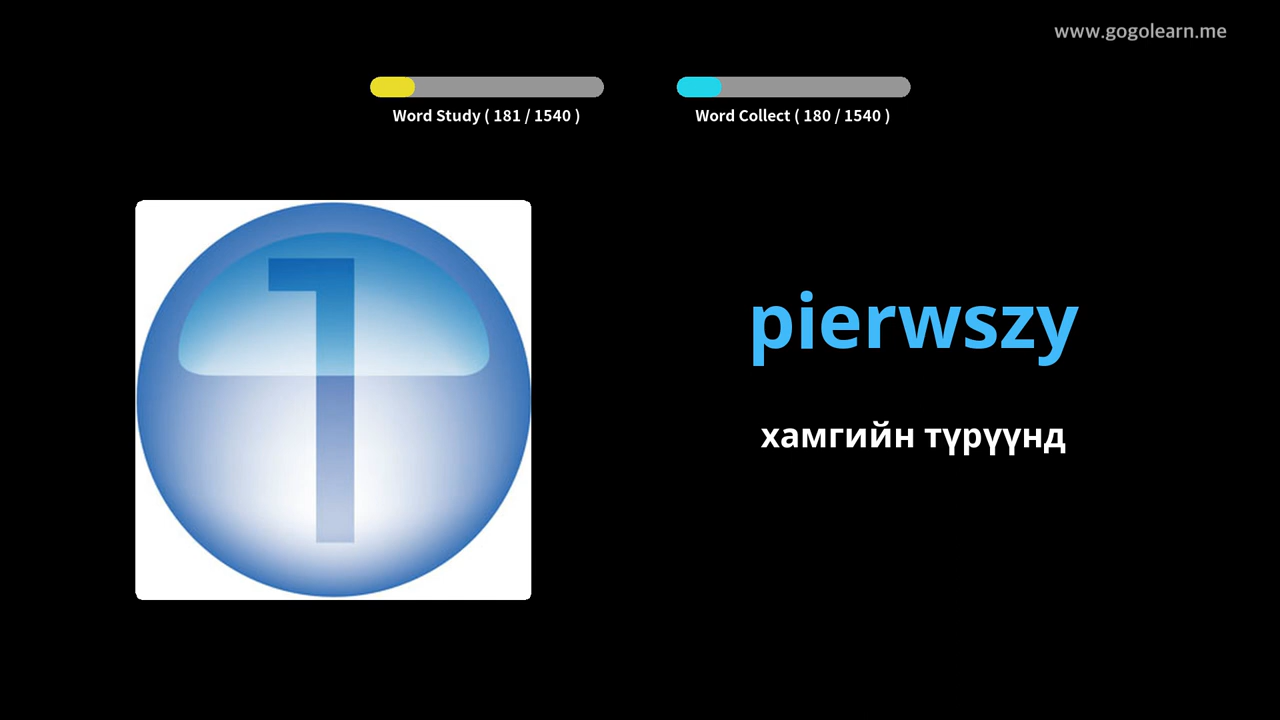 www.gogolearn.me
Word Study ( 181 / 1540 )
Word Collect ( 180 / 1540 )
1
pierwszy
хамгийн түрүүнд